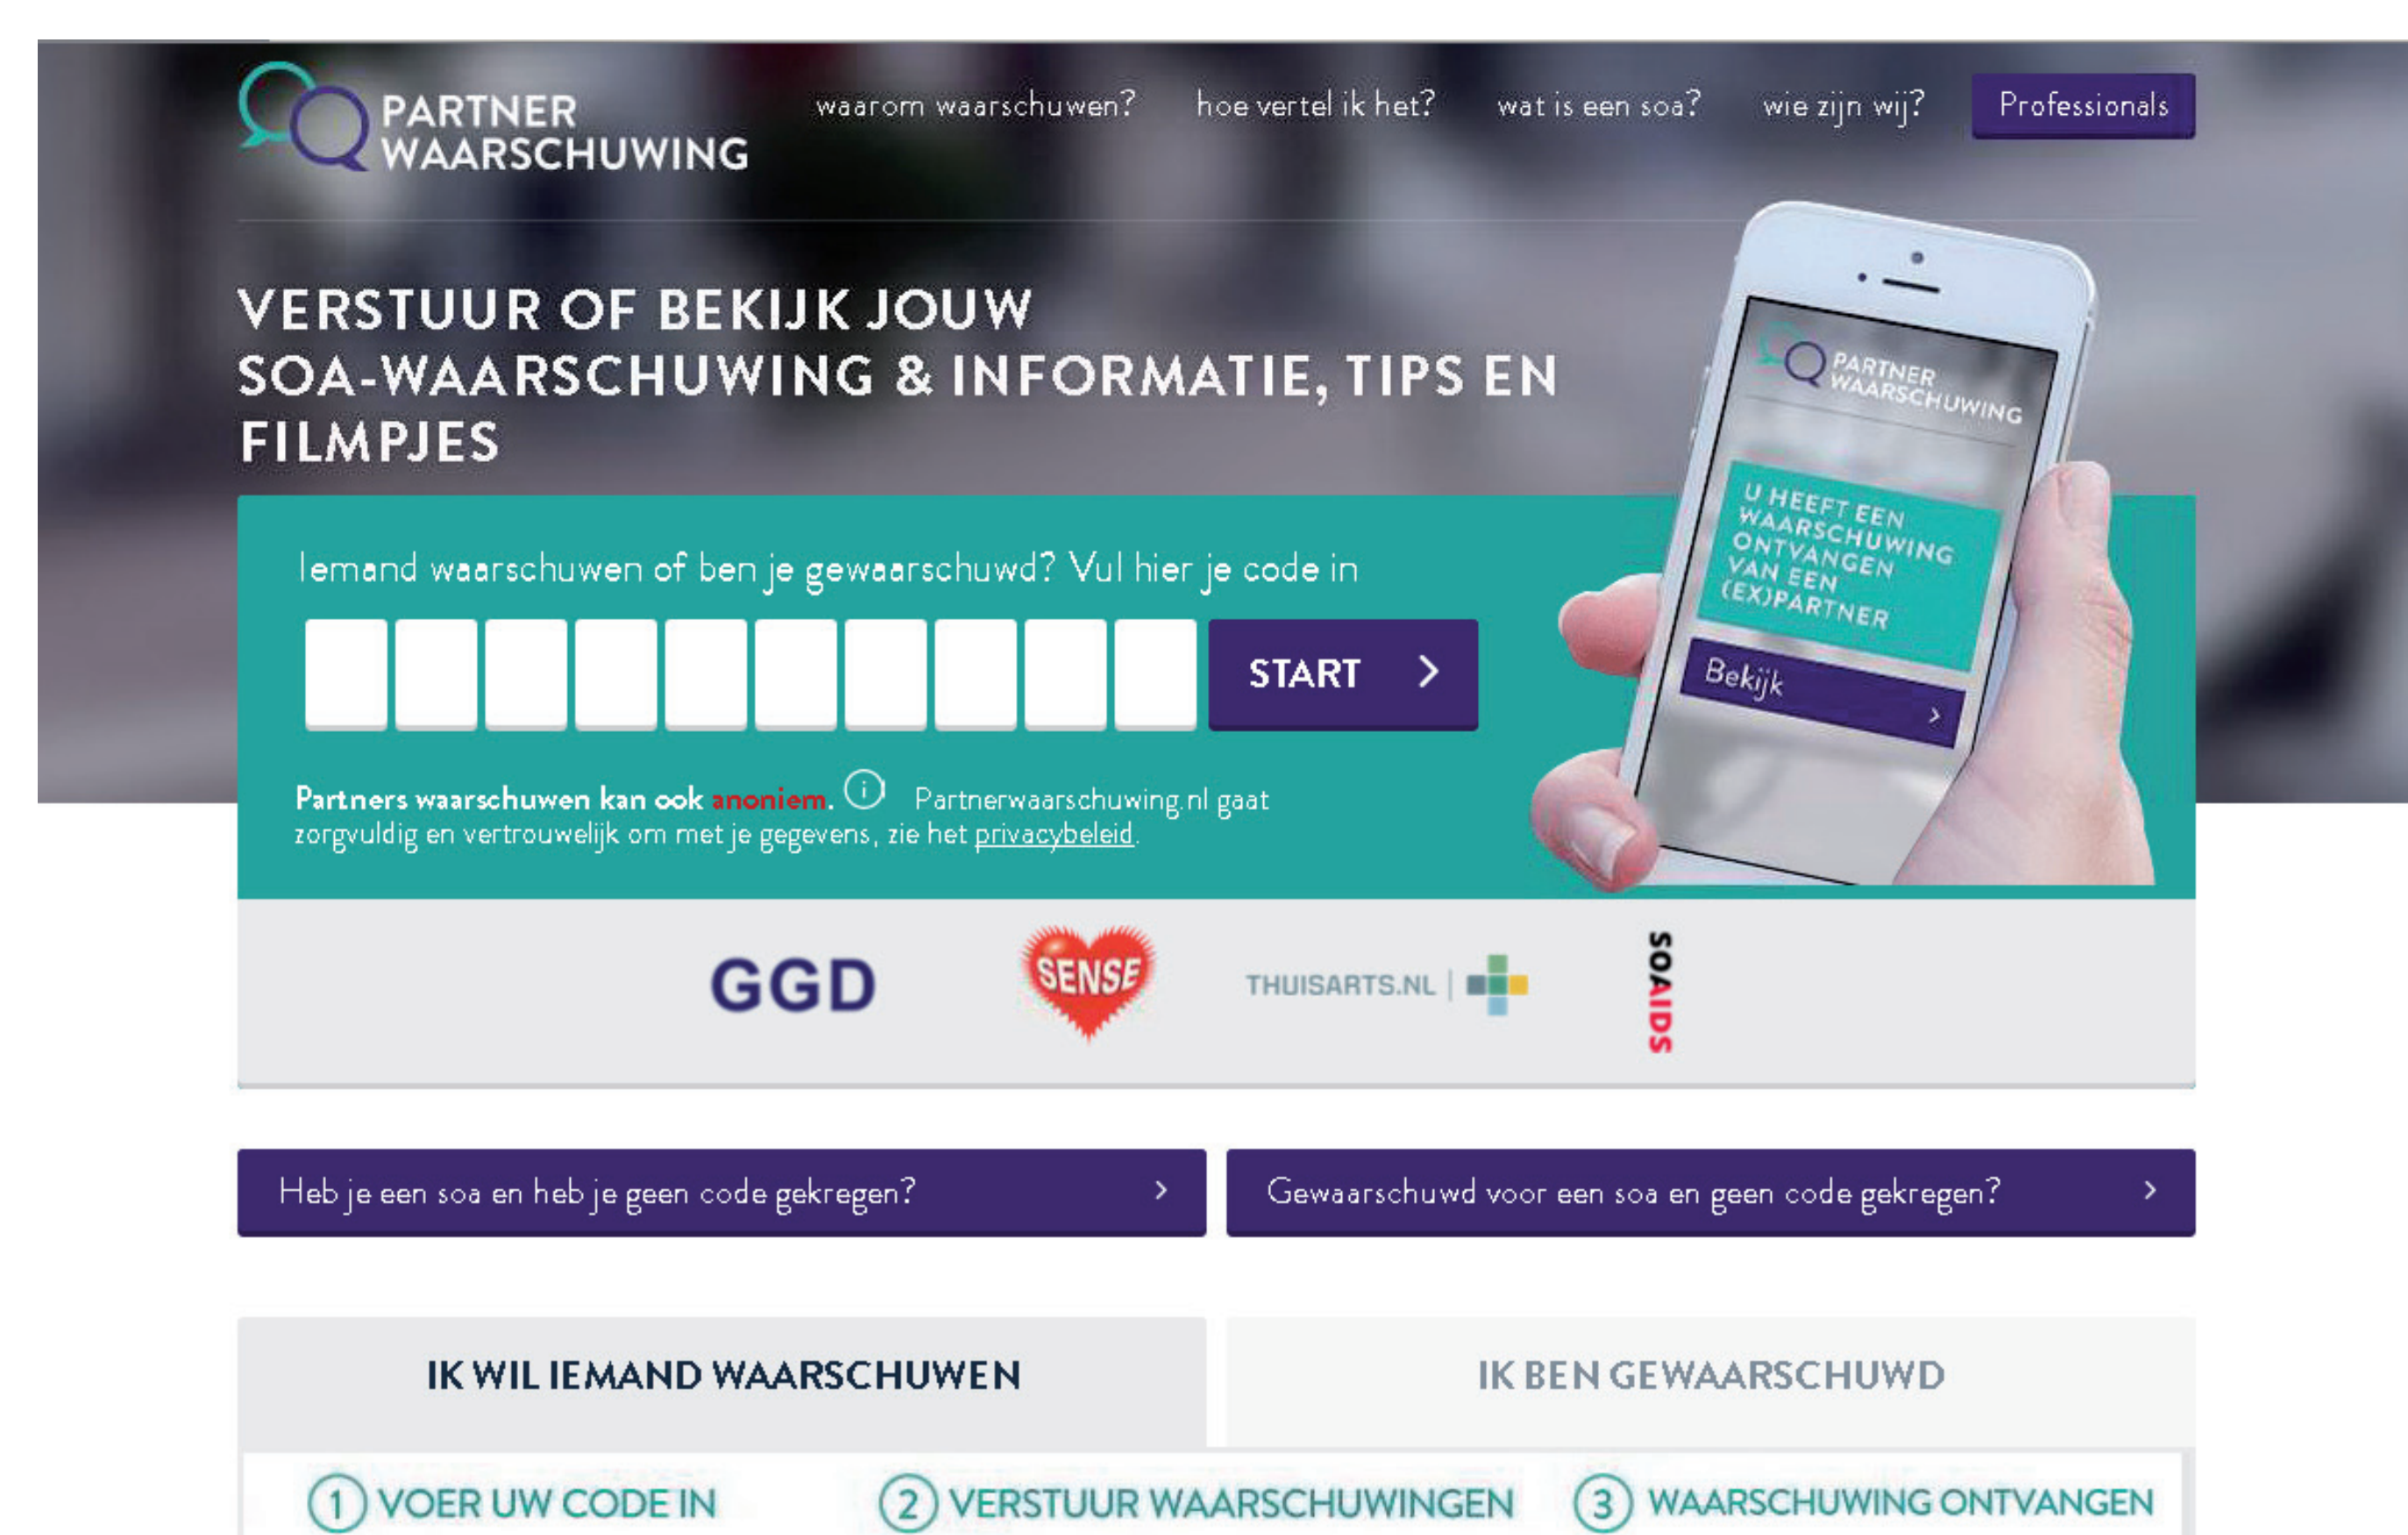 PARTNER
WAARSCHUWING
waarom waarschuwen? hoe vertel ik het? wat is een soa? wie zijn wij? Professionals
VERSTUUR OF BEKIJK JOUW
SOA-WAARSCHUWING & INFORMATIE, TIPS EN
FILMPJES
PARTNER
WAARSCHUWING
U HEEFT EEN
WAARSCHUWING
ONTVANGEN
VAN EEN
(EX)PARTNER
Bekijk >
Iemand waarschuwen of ben je gewaarschuwd? Vul hier je code in
START >
Partners waarschuwen kan ook anoniem. i Partnerwaarschuwing.nl gaat
zorgvuldig en vertrouwelijk om met je gegevens, zie het privacybeleid.
GGD SENSE THUISARTS.NL | SOAIDS
Heb je een soa en heb je geen code gekregen? >
Gewaarschuwd voor een soa en geen code gekregen? >
IK WIL IEMAND WAARSCHUWEN
IK BEN GEWAARSCHUWD
1 VOER UW CODE IN 2 VERSTUUR WAARSCHUWINGEN 3 WAARSCHUWING ONTVANGEN